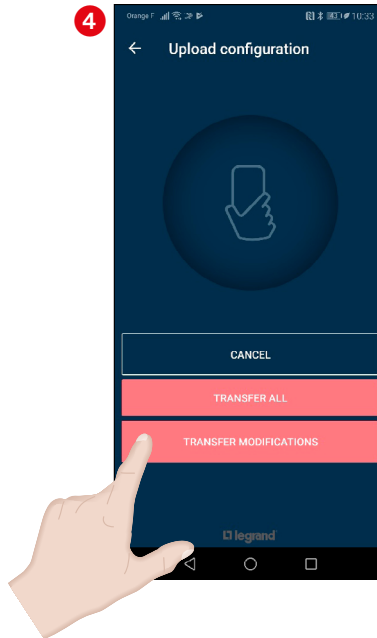 4
Orange F 10:33
Upload configuration
CANCEL
TRANSFER ALL
TRANSFER MODIFICATIONS
legrand